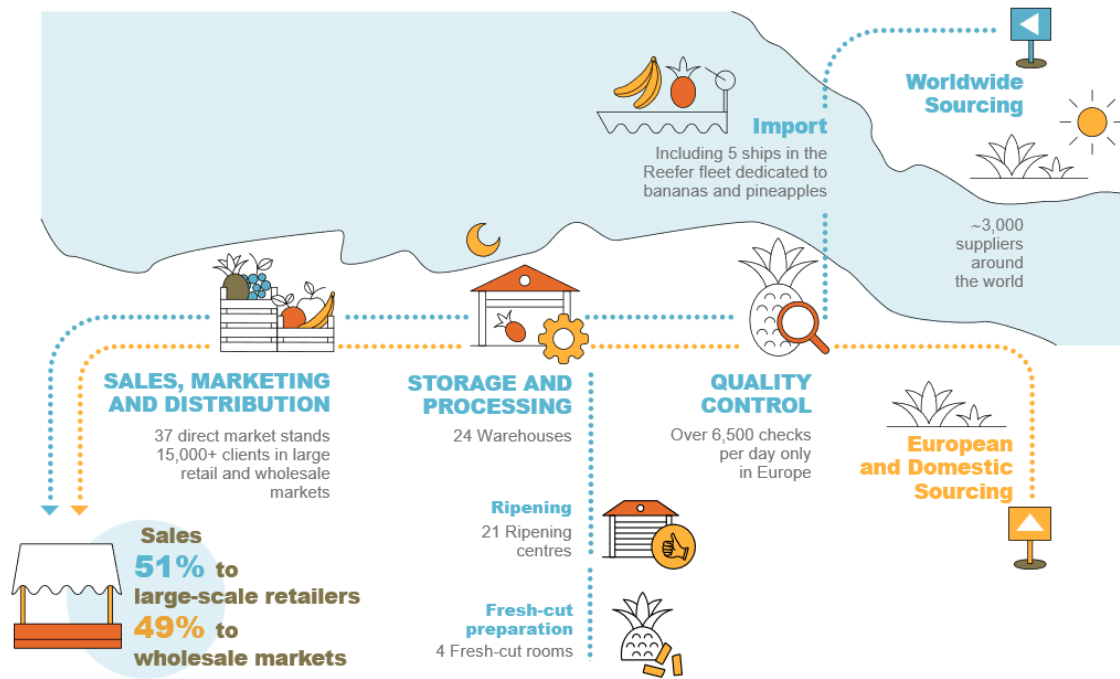 Worldwide
Sourcing
Import
Including 5 ships in the
Reefer fleet dedicated to
bananas and pineapples
~3,000
suppliers
around
the world
SALES, MARKETING
AND DISTRIBUTION
37 direct market stands
15,000+ clients in large
retail and wholesale
markets
STORAGE AND
PROCESSING
24 Warehouses
QUALITY
CONTROL
Over 6,500 checks
per day only
in Europe
European
and Domestic
Sourcing
Ripening
21 Ripening
centres
Fresh-cut
preparation
4 Fresh-cut rooms
Sales
51% to
large-scale retailers
49% to
wholesale markets